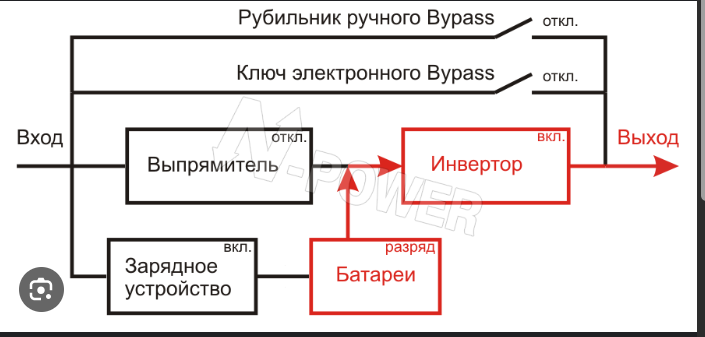 Рубильник ручного Bypass
откл.
Ключ электронного Bypass
откл.
Вход
откл.
Выпрямитель
вкл.
Инвертор
Выход
N-POWER
вкл.
Зарядное
устройство
разряд
Батареи